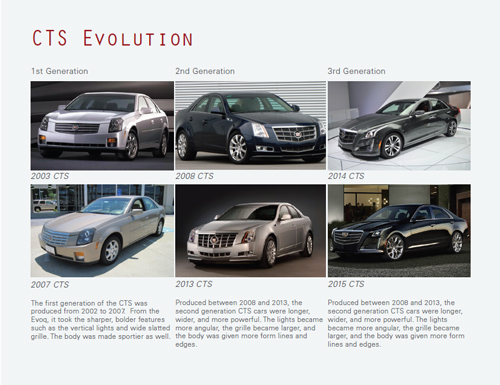 CTS Evolution
1st Generation
2nd Generation
3rd Generation
2003 CTS
2008 CTS
2014 CTS
2007 CTS
2013 CTS
2015 CTS
The first generation of the CTS was
produced from 2002 to 2007.  From the
Evoq, it took the sharper, bolder features
such as the vertical lights and wide slatted
grille. The body was made sportier as well.
Produced between 2008 and 2013, the
second generation CTS cars were longer,
wider, and more powerful. The lights became
more angular, the grille became larger, and
the body was given more form lines and
edges.
Produced between 2008 and 2013, the
second generation CTS cars were longer,
wider, and more powerful. The lights
became more angular, the grille became
larger, and the body was given more form
lines and edges.